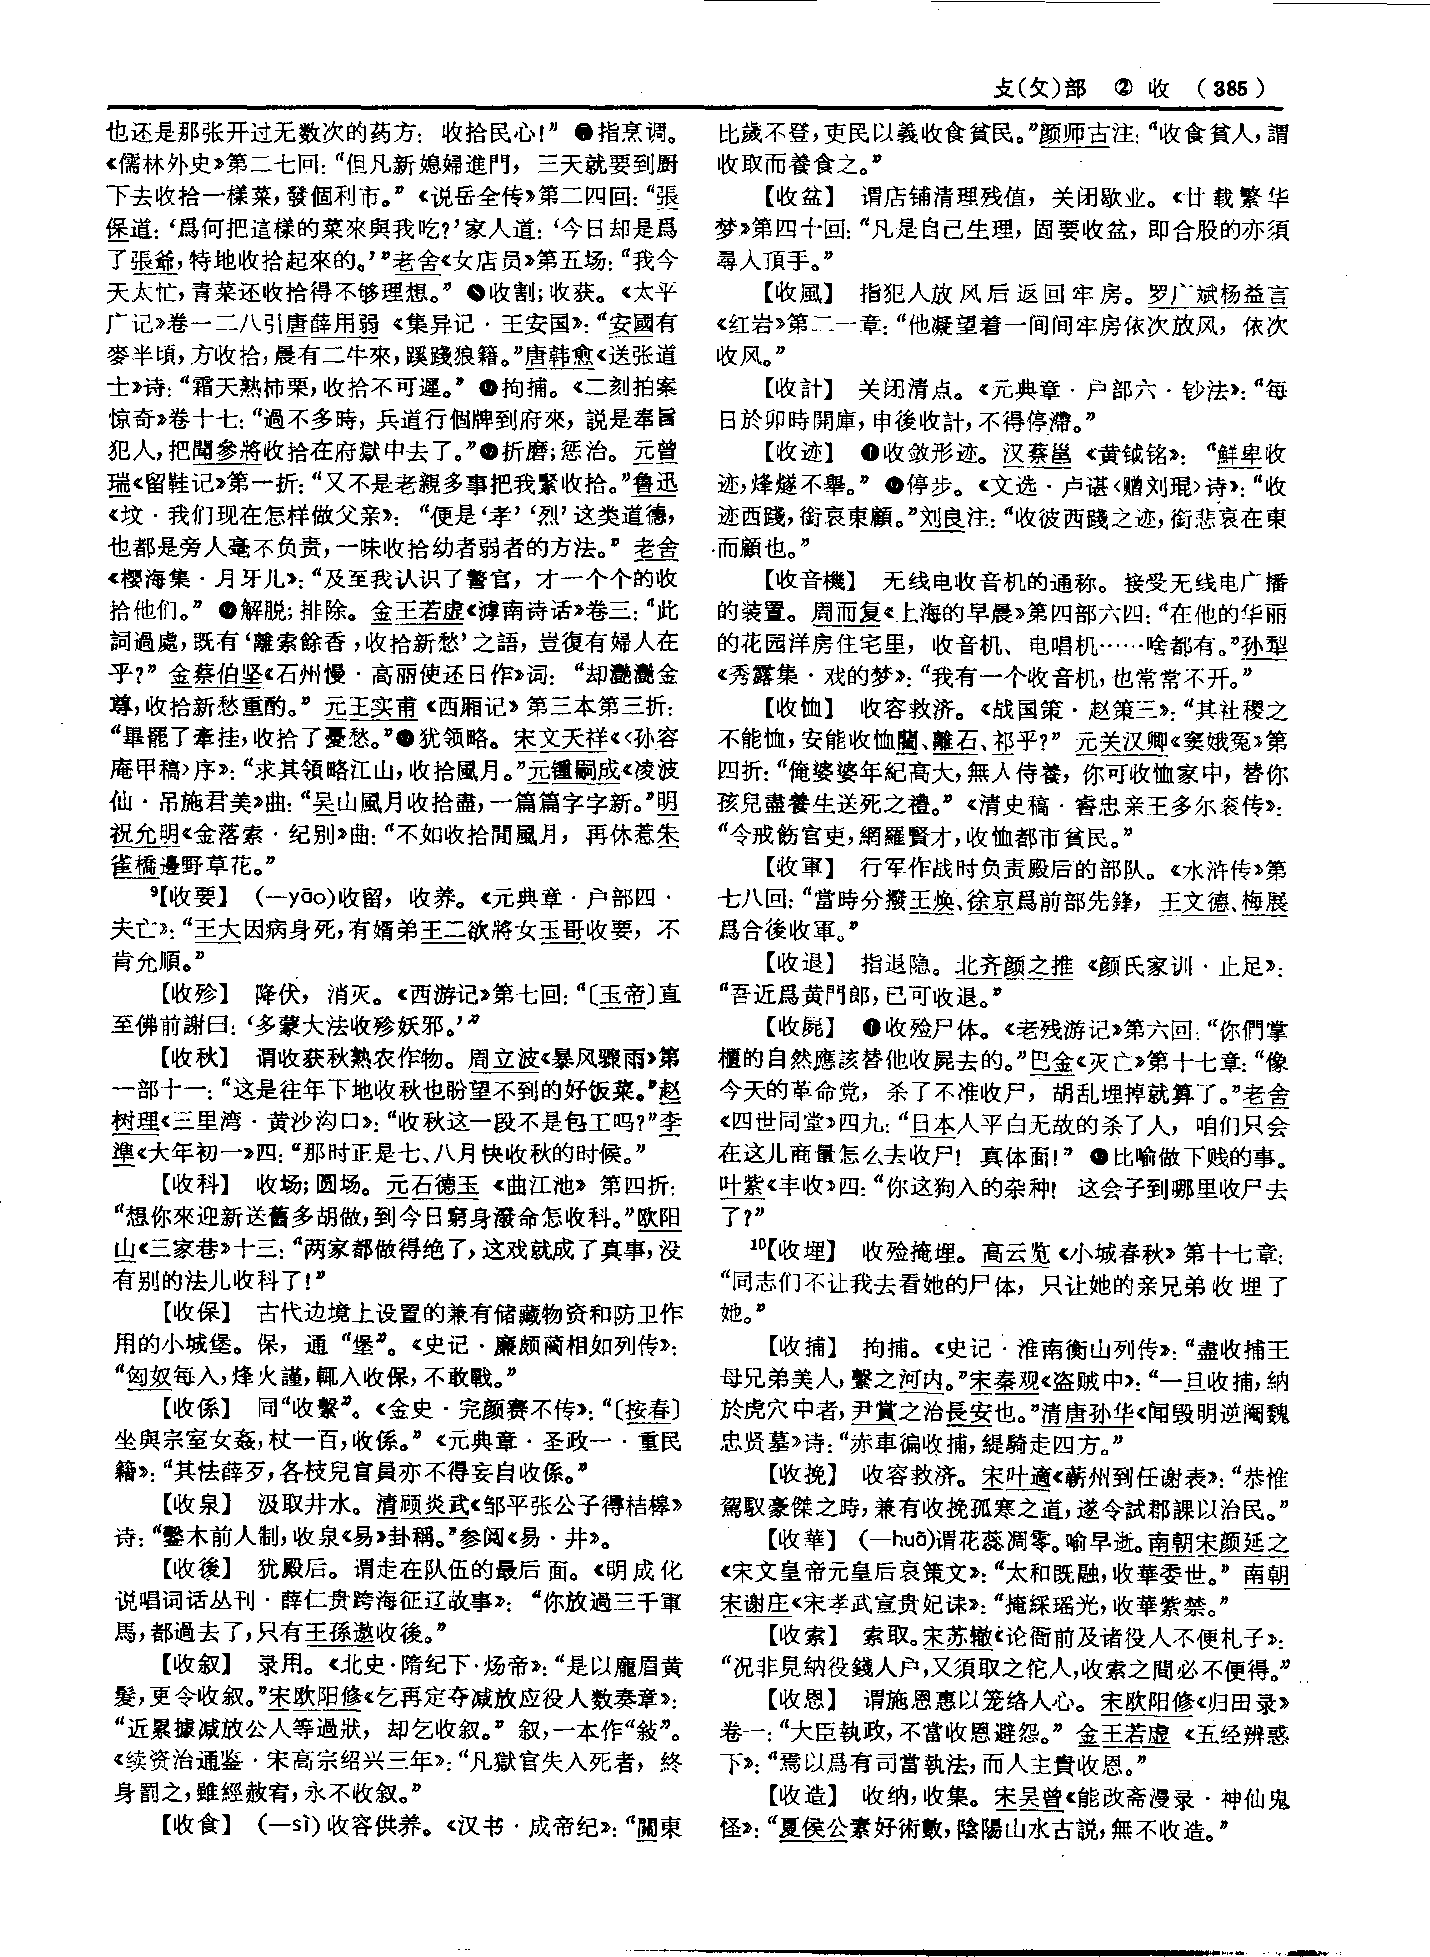 攴(攵)部　② 收　(385)
也还是那张开过无数次的药方：收拾民心！” 指烹调。
《儒林外史》第二七回：“但凡新媳婦進門，三天就要到厨
下去收拾一樣菜，發個利市。”《说岳全传》第二四回：“張
保道：‘爲何把這樣的菜來與我吃？’家人道：‘今日却是爲
了張爺，特地收拾起來的。’”老舍《女店员》第五场：“我今
天太忙，青菜还收拾得不够理想。” 收割；收获。《太平
广记》卷一二八引唐薛用弱《集异记·王安国》：“安國有
麥半頃，方收拾，晨有二牛來，蹊踐狼籍。”唐韩愈《送张道
士》诗：“霜天熟柿栗，收拾不可遲。” 拘捕。《二刻拍案
惊奇》卷十七：“過不多時，兵道行個牌到府來，説是奉旨
犯人，把聞參將收拾在府獄中去了。” 折磨；惩治。元曾
瑞《留鞋记》第一折：“又不是老親多事把我緊收拾。”鲁迅
《坟·我们现在怎样做父亲》：“便是‘孝’‘烈’这类道德，
也都是旁人毫不负责，一味收拾幼者弱者的方法。”老舍
《樱海集·月牙儿》：“及至我认识了警官，才一个个的收
拾他们。” 解脱；排除。金王若虚《滹南诗话》卷三：“此
詞過處，既有‘離索餘香，收拾新愁’之語，豈復有婦人在
乎？”金蔡伯坚《石州慢·高丽使还日作》词：“却灩灩金
尊，收拾新愁重酌。”元王实甫《西厢记》第三本第三折：
“畢罷了牽挂，收拾了憂愁。” 犹领略。宋文天祥《〈孙容
庵甲稿〉序》：“求其領略江山，收拾風月。”元鍾嗣成《凌波
仙·吊施君美》曲：“吴山風月收拾盡，一篇篇字字新。”明
祝允明《金落索·纪别》曲：“不如收拾閒風月，再休惹朱
雀橋邊野草花。”
9【收要】 (—yāo)收留，收养。《元典章·户部四·
夫亡》：“王大因病身死，有婿弟王二欲將女玉哥收要，不
肯允順。”
【收殄】 降伏，消灭。《西游记》第七回：“〔玉帝〕直
至佛前謝曰：‘多蒙大法收殄妖邪。’”
【收秋】 谓收获秋熟农作物。周立波《暴风骤雨》第
一部十一：“这是往年下地收秋也盼望不到的好饭菜。”赵
树理《三里湾·黄沙沟口》：“收秋这一段不是包工吗？”李
準《大年初一》四：“那时正是七、八月快收秋的时候。”
【收科】 收场；圆场。元石德玉《曲江池》第四折：
“想你來迎新送舊多胡做，到今日窮身潑命怎收科。”欧阳
山《三家巷》十三：“两家都做得绝了，这戏就成了真事，没
有别的法儿收科了！”
【收保】 古代边境上设置的兼有储藏物资和防卫作
用的小城堡。保，通“堡”。《史记·廉颇蔺相如列传》：
“匈奴每入，烽火謹，輒入收保，不敢戰。”
【收係】 同“收繫”。《金史·完颜赛不传》：“〔按春〕
坐與宗室女姦，杖一百，收係。”《元典章·圣政一·重民
籍》：“其怯薛歹，各枝兒官員亦不得妄自收係。”
【收泉】 汲取井水。清顾炎武《邹平张公子得桔槔》
诗：“鑿木前人制，收泉《易》卦稱。”参阅《易·井》。
【收後】 犹殿后。谓走在队伍的最后面。《明成化
说唱词话丛刊·薛仁贵跨海征辽故事》：“你放過三千軍
馬，都過去了，只有王孫邈收後。”
【收叙】 录用。《北史·隋纪下·炀帝》：“是以龐眉黄
髮，更令收叙。”宋欧阳修《乞再定夺减放应役人数奏章》：
“近累據减放公人等過狀，却乞收叙。”叙，一本作“敍”。
《续资治通鉴·宋高宗绍兴三年》：“凡獄官失入死者，終
身罰之，雖經赦宥，永不收叙。”
【收食】 (—sì)收容供养。《汉书·成帝纪》：“關東
比歲不登，吏民以義收食貧民。”颜师古注：“收食貧人，謂
收取而養食之。”
【收盆】 谓店铺清理残值，关闭歇业。《廿载繁华
梦》第四十回：“凡是自己生理，固要收盆，即合股的亦須
尋人頂手。”
【收風】 指犯人放风后返回牢房。罗广斌杨益言
《红岩》第二一章：“他凝望着一间间牢房依次放风，依次
收风。”
【收計】 关闭清点。《元典章·户部六·钞法》：“每
日於卯時開庫，申後收計，不得停滯。”
【收迹】 ❶收敛形迹。汉蔡邕《黄钺铭》：“鮮卑收
迹，烽燧不舉。” ❷停步。《文选·卢谌〈赠刘琨〉诗》：“收
迹西踐，銜哀東顧。”刘良注：“收彼西踐之迹，銜悲哀在東
而顧也。”
【收音機】 无线电收音机的通称。接受无线电广播
的装置。周而复《上海的早晨》第四部六四：“在他的华丽
的花园洋房住宅里，收音机、电唱机……啥都有。”孙犁
《秀露集·戏的梦》：“我有一个收音机，也常常不开。”
【收恤】 收容救济。《战国策·赵策三》：“其社稷之
不能恤，安能收恤藺、離石、祁乎？”元关汉卿《窦娥冤》第
四折：“俺婆婆年紀高大，無人侍養，你可收恤家中，替你
孩兒盡養生送死之禮。”《清史稿·睿忠亲王多尔衮传》：
“令戒飭官吏，網羅賢才，收恤都市貧民。”
【收軍】 行军作战时负责殿后的部队。《水浒传》第
七八回：“當時分撥王焕、徐京爲前部先鋒，王文德、梅展
爲合後收軍。”
【收退】 指退隐。北齐颜之推《颜氏家训·止足》：
“吾近爲黄門郎，已可收退。”
【收屍】 ❶收殓尸体。《老残游记》第六回：“你們掌
櫃的自然應該替他收屍去的。”巴金《灭亡》第十七章：“像
今天的革命党，杀了不准收尸，胡乱埋掉就算了。”老舍
《四世同堂》四九：“日本人平白无故的杀了人，咱们只会
在这儿商量怎么去收尸！真体面！” ❷比喻做下贱的事。
叶紫《丰收》四：“你这狗入的杂种！这会子到哪里收尸去
了？”
10【收埋】 收殓掩埋。高云览《小城春秋》第十七章：
“同志们不让我去看她的尸体，只让她的亲兄弟收埋了
她。”
【收捕】 拘捕。《史记·淮南衡山列传》：“盡收捕王
母兄弟美人，繫之河内。”宋秦观《盗贼中》：“一旦收捕，納
於虎穴中者，尹賞之治長安也。”清唐孙华《闻毁明逆阉魏
忠贤墓》诗：“赤車徧收捕，緹騎走四方。”
【收挽】 收容救济。宋叶適《蕲州到任谢表》：“恭惟
駕馭豪傑之時，兼有收挽孤寒之道，遂令試郡課以治民。”
【收華】 (—huā)谓花蕊凋零。喻早逝。南朝宋颜延之
《宋文皇帝元皇后哀策文》：“太和既融，收華委世。”南朝
宋谢庄《宋孝武宣贵妃诔》：“掩綵瑶光，收華紫禁。”
【收索】 索取。宋苏辙《论衙前及诸役人不便札子》：
“况非見納役錢人户，又須取之佗人，收索之間必不便得。”
【收恩】 谓施恩惠以笼络人心。宋欧阳修《归田录》
卷一：“大臣執政，不當收恩避怨。”金王若虚《五经辨惑
下》：“焉以爲有司當執法，而人主貴收恩。”
【收造】 收纳，收集。宋吴曾《能改斋漫录·神仙鬼
怪》：“夏侯公素好術數，陰陽山水古説，無不收造。”